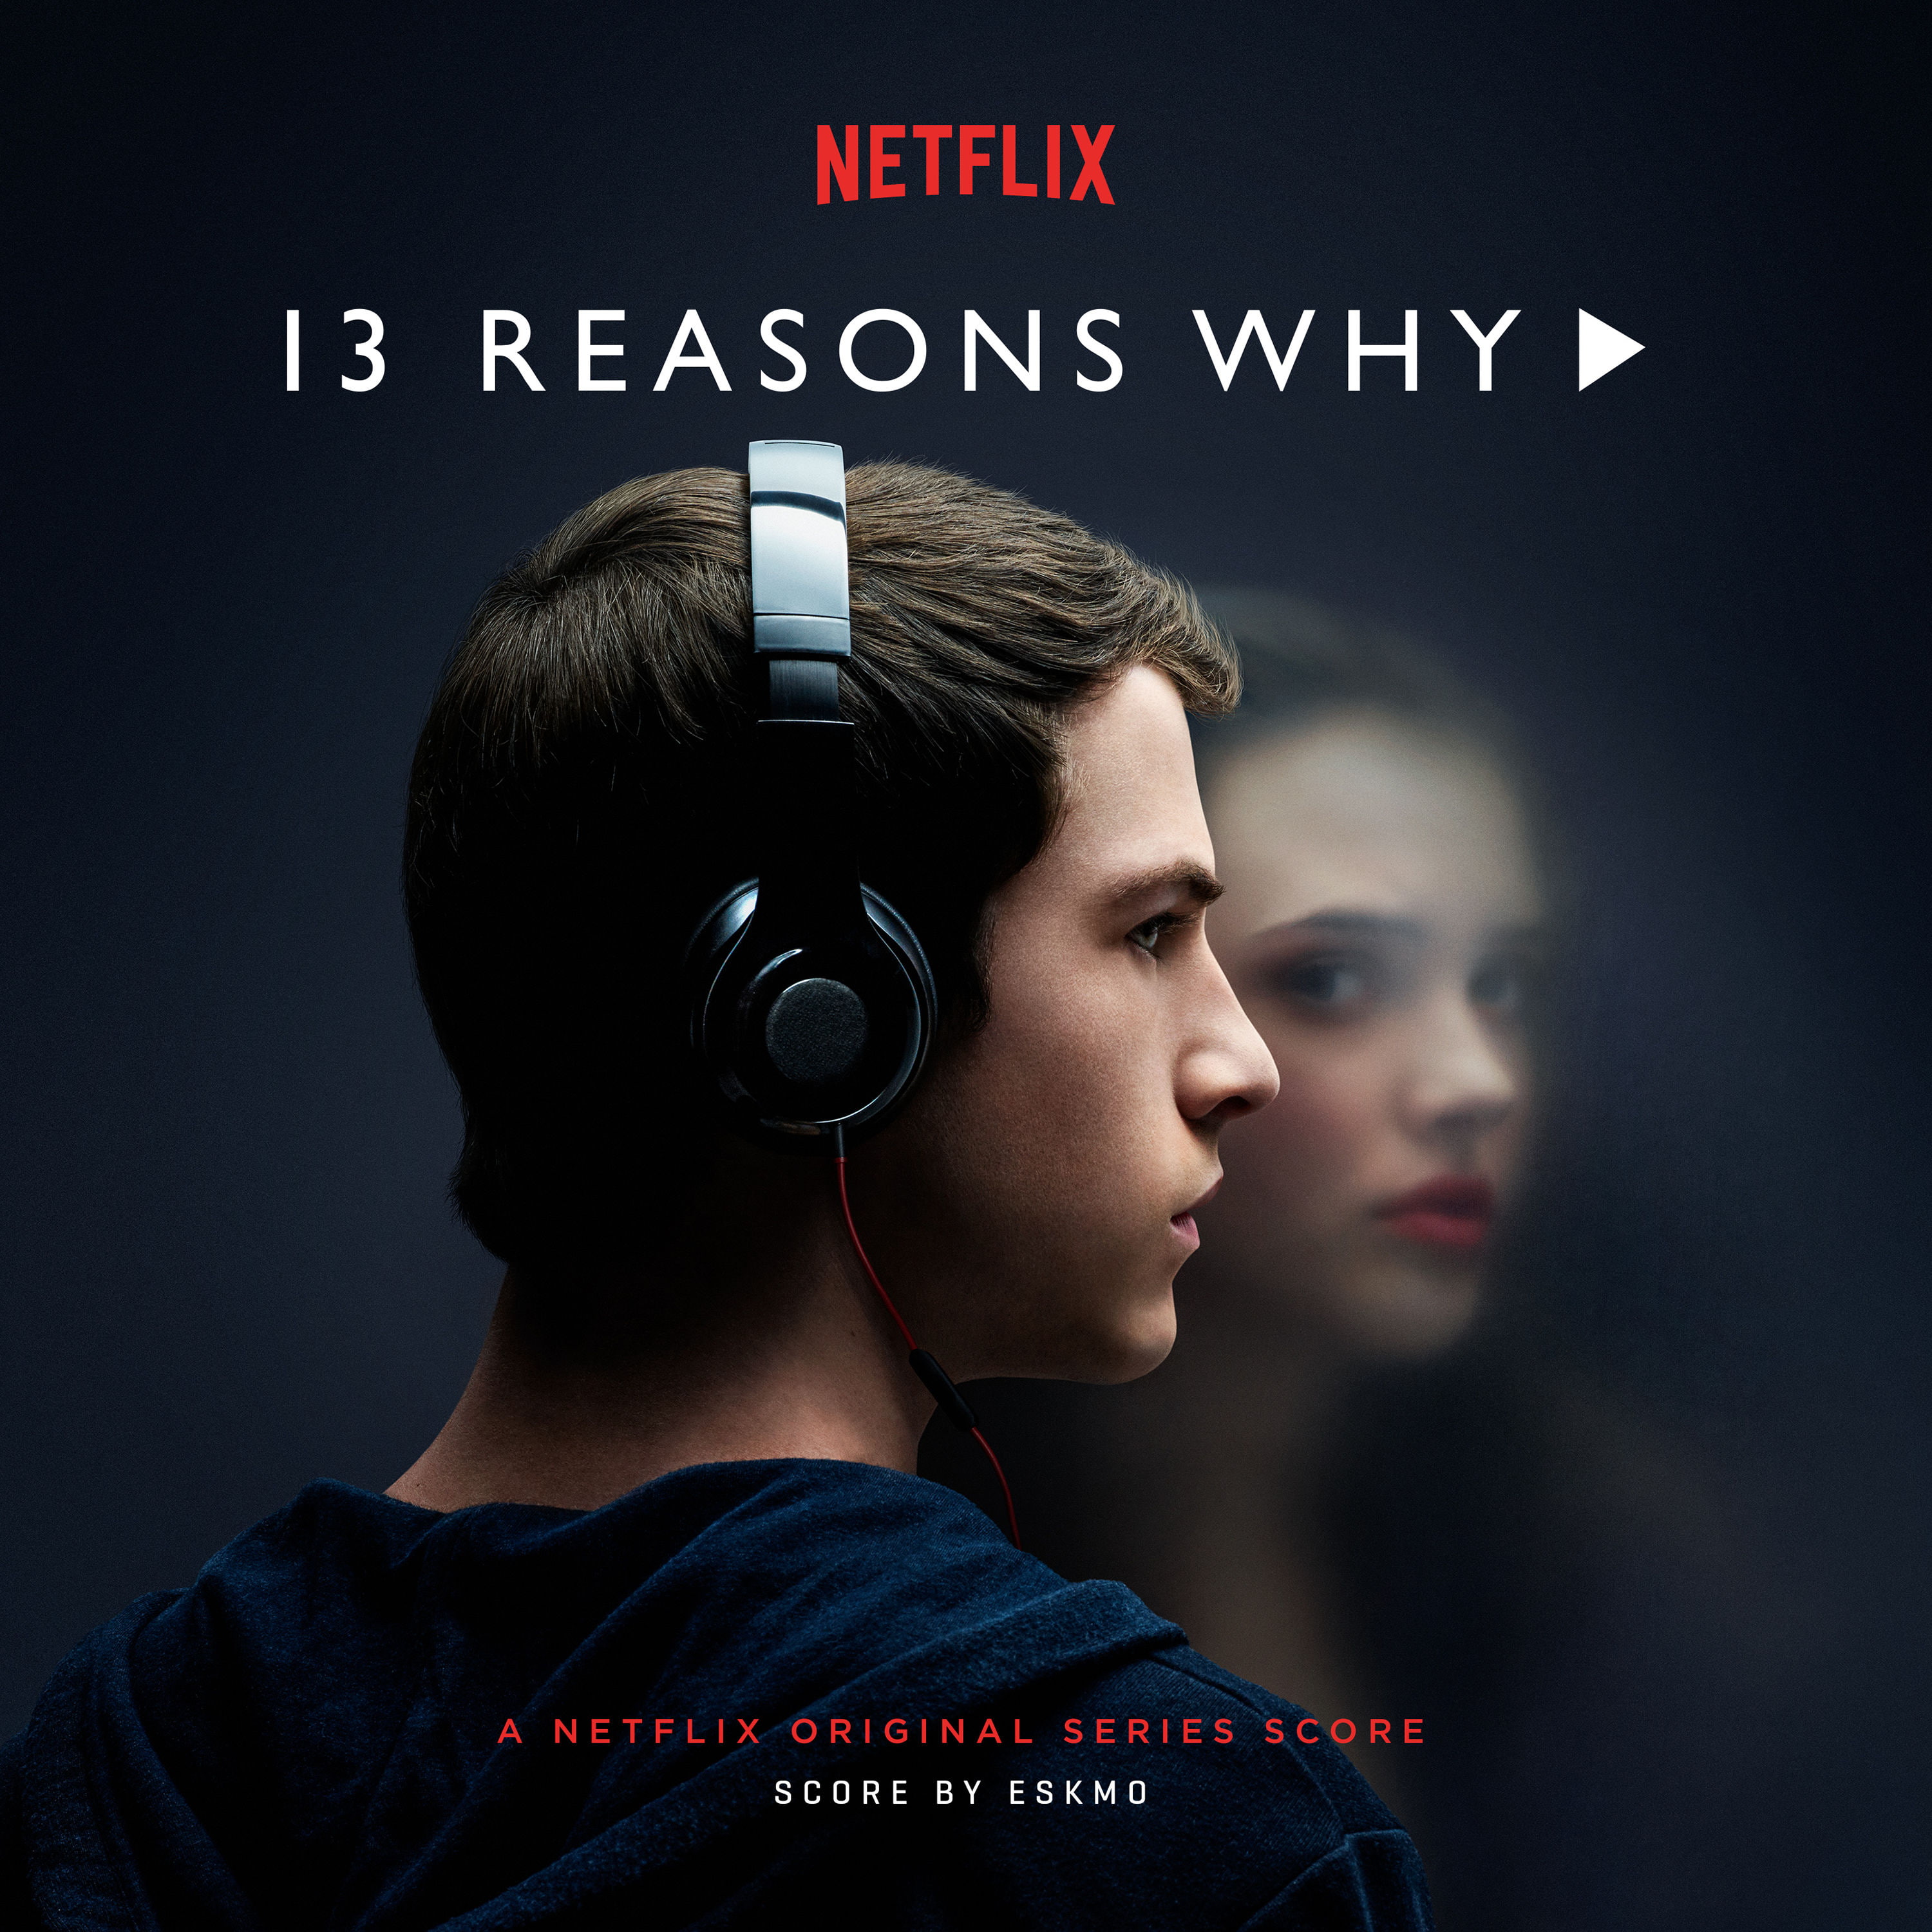 NETFLIX
13 REASONS WHY
A NETFLIX ORIGINAL SERIES SCORE
SCORE BY ESKMO